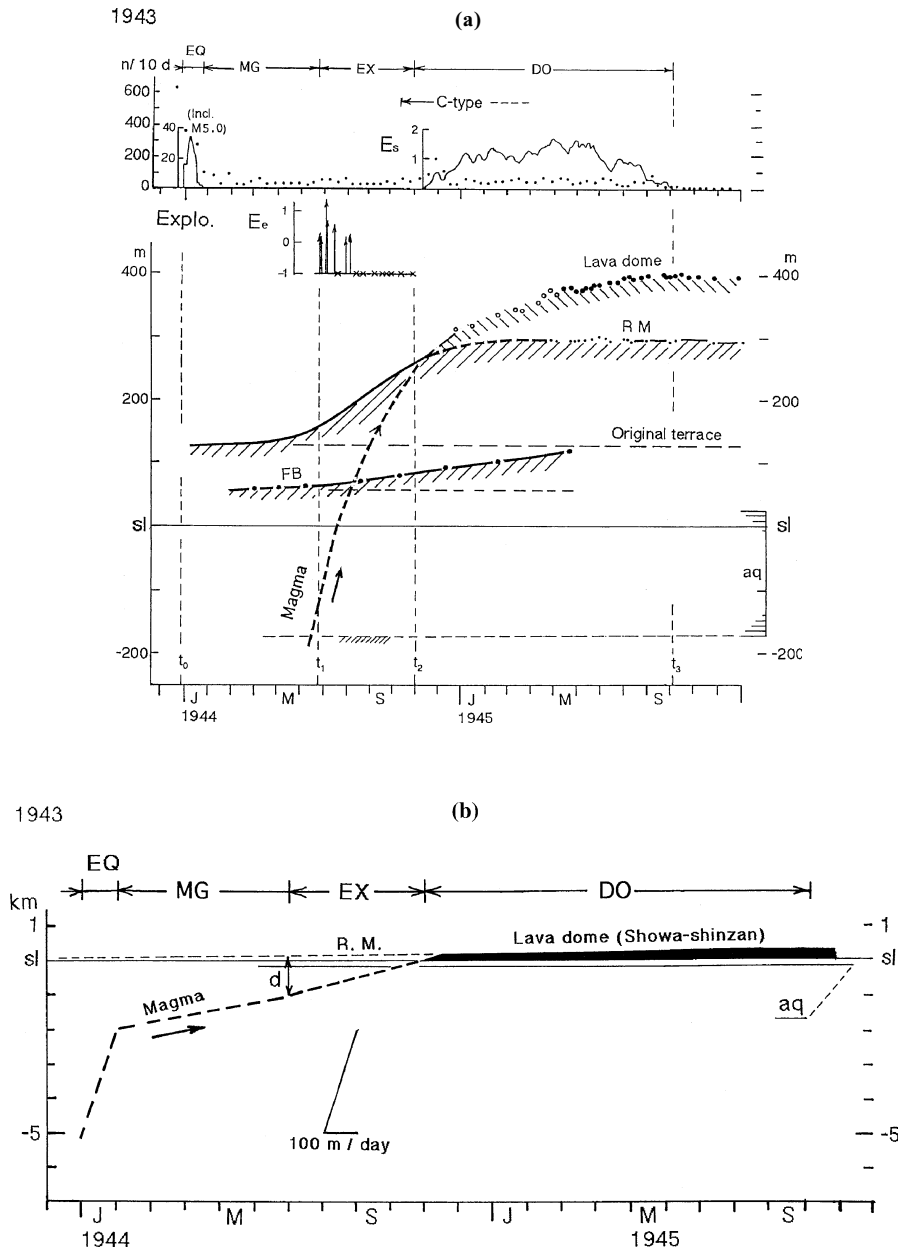 1943
(a)
EQ
n/ 10 d
MG
EX
DO
600
400
200
0
(Incl.
M5.0)
40
20
C-type
Es
2
1
0
Explo.
Ee
1
0
-1
m
m
400
400
Lava dome
R M
200
200
Original terrace
FB
sl
sl
Magma
aq
-200
-200
t0
t1
t2
t3
J
M
S
J
M
S
1944
1945
1943
(b)
EQ
MG
EX
DO
km
1
1
R. M.
Lava dome (Showa-shinzan)
sl
sl
d
Magma
aq
-5
-5
100 m / day
J
M
S
J
M
S
1944
1945